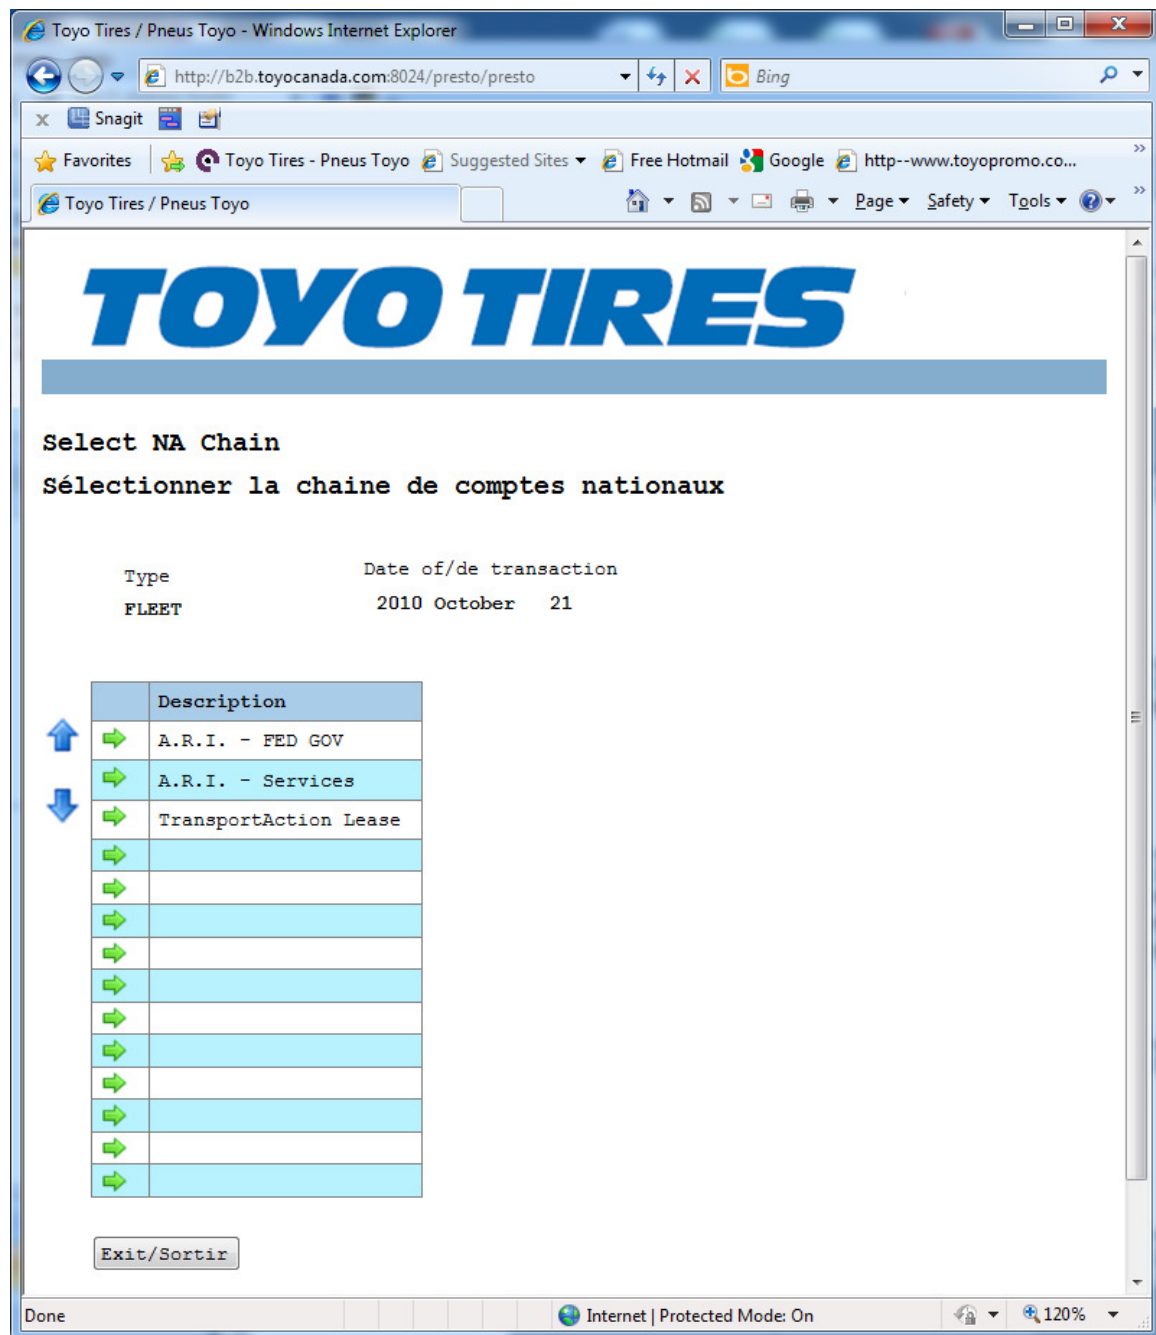 Toyo Tires / Pneus Toyo - Windows Internet Explorer
http://b2b.toyocanada.com:8024/presto/presto
Bing
x Snagit
Favorites Toyo Tires - Pneus Toyo Suggested Sites Free Hotmail Google http--www.toyopromo.co...
Toyo Tires / Pneus Toyo Page Safety Tools
TOYO TIRES
Select NA Chain
Sélectionner la chaine de comptes nationaux
Type Date of/de transaction
FLEET 2010 October 21
Description
A.R.I. - FED GOV
A.R.I. - Services
TransportAction Lease
Exit/Sortir
Done Internet | Protected Mode: On 120%